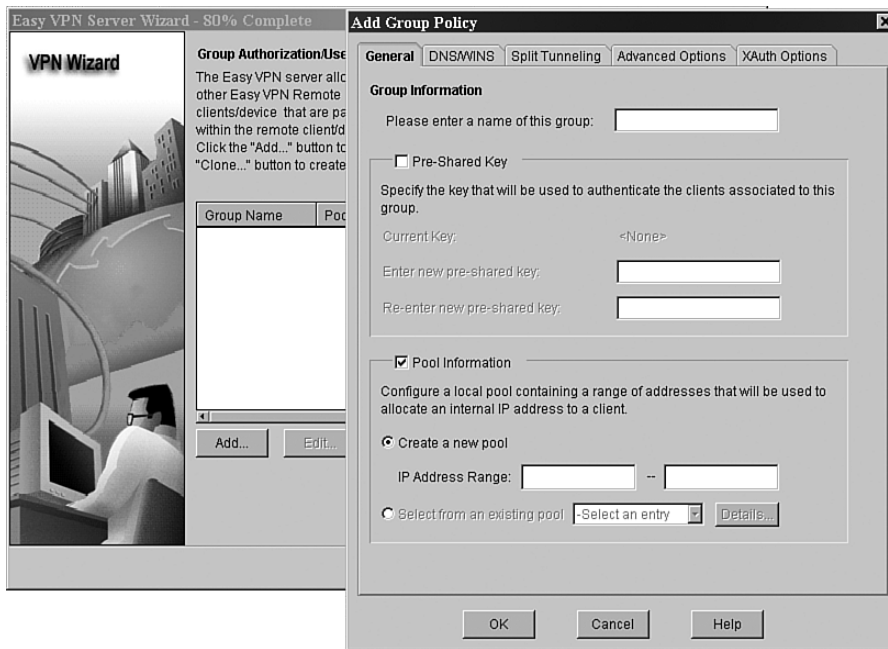 Easy VPN Server Wizard - 80% Complete
VPN Wizard
Group Authorization/Use
The Easy VPN server allo
other Easy VPN Remote
clients/device that are pa
within the remote client/d
Click the "Add..." button to
"Clone..." button to create
Group Name
Poo
Add...
Edit...
Add Group Policy
General
DNS/WINS
Split Tunneling
Advanced Options
XAuth Options
Group Information
Please enter a name of this group:
Pre-Shared Key
Specify the key that will be used to authenticate the clients associated to this
group.
Current Key: <None>
Enter new pre-shared key:
Re-enter new pre-shared key:
Pool Information
Configure a local pool containing a range of addresses that will be used to
allocate an internal IP address to a client.
Create a new pool
IP Address Range: --
Select from an existing pool -Select an entry Details...
OK
Cancel
Help